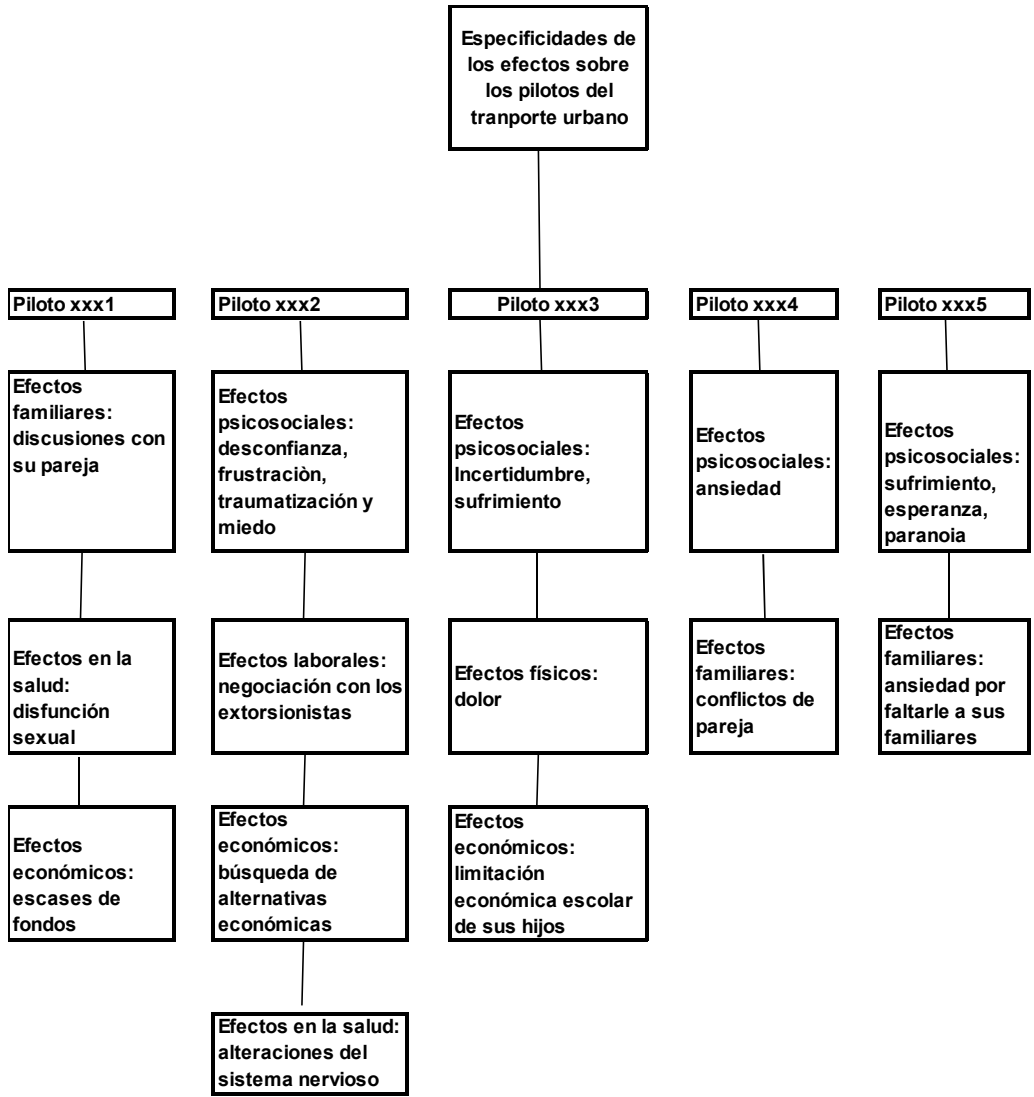 Especificidades de
los efectos sobre
los pilotos del
tranporte urbano
Piloto xxx1
Piloto xxx2
Piloto xxx3
Piloto xxx4
Piloto xxx5
Efectos
familiares:
discusiones con
su pareja
Efectos
psicosociales:
desconfianza,
frustraciòn,
traumatización y
miedo
Efectos
psicosociales:
Incertidumbre,
sufrimiento
Efectos
psicosociales:
ansiedad
Efectos
psicosociales:
sufrimiento,
esperanza,
paranoia
Efectos en la
salud:
disfunción
sexual
Efectos laborales:
negociación con los
extorsionistas
Efectos físicos:
dolor
Efectos
familiares:
conflictos de
pareja
Efectos
familiares:
ansiedad por
faltarle a sus
familiares
Efectos
económicos:
escases de
fondos
Efectos
económicos:
búsqueda de
alternativas
económicas
Efectos
económicos:
limitación
económica escolar
de sus hijos
Efectos en la salud:
alteraciones del
sistema nervioso